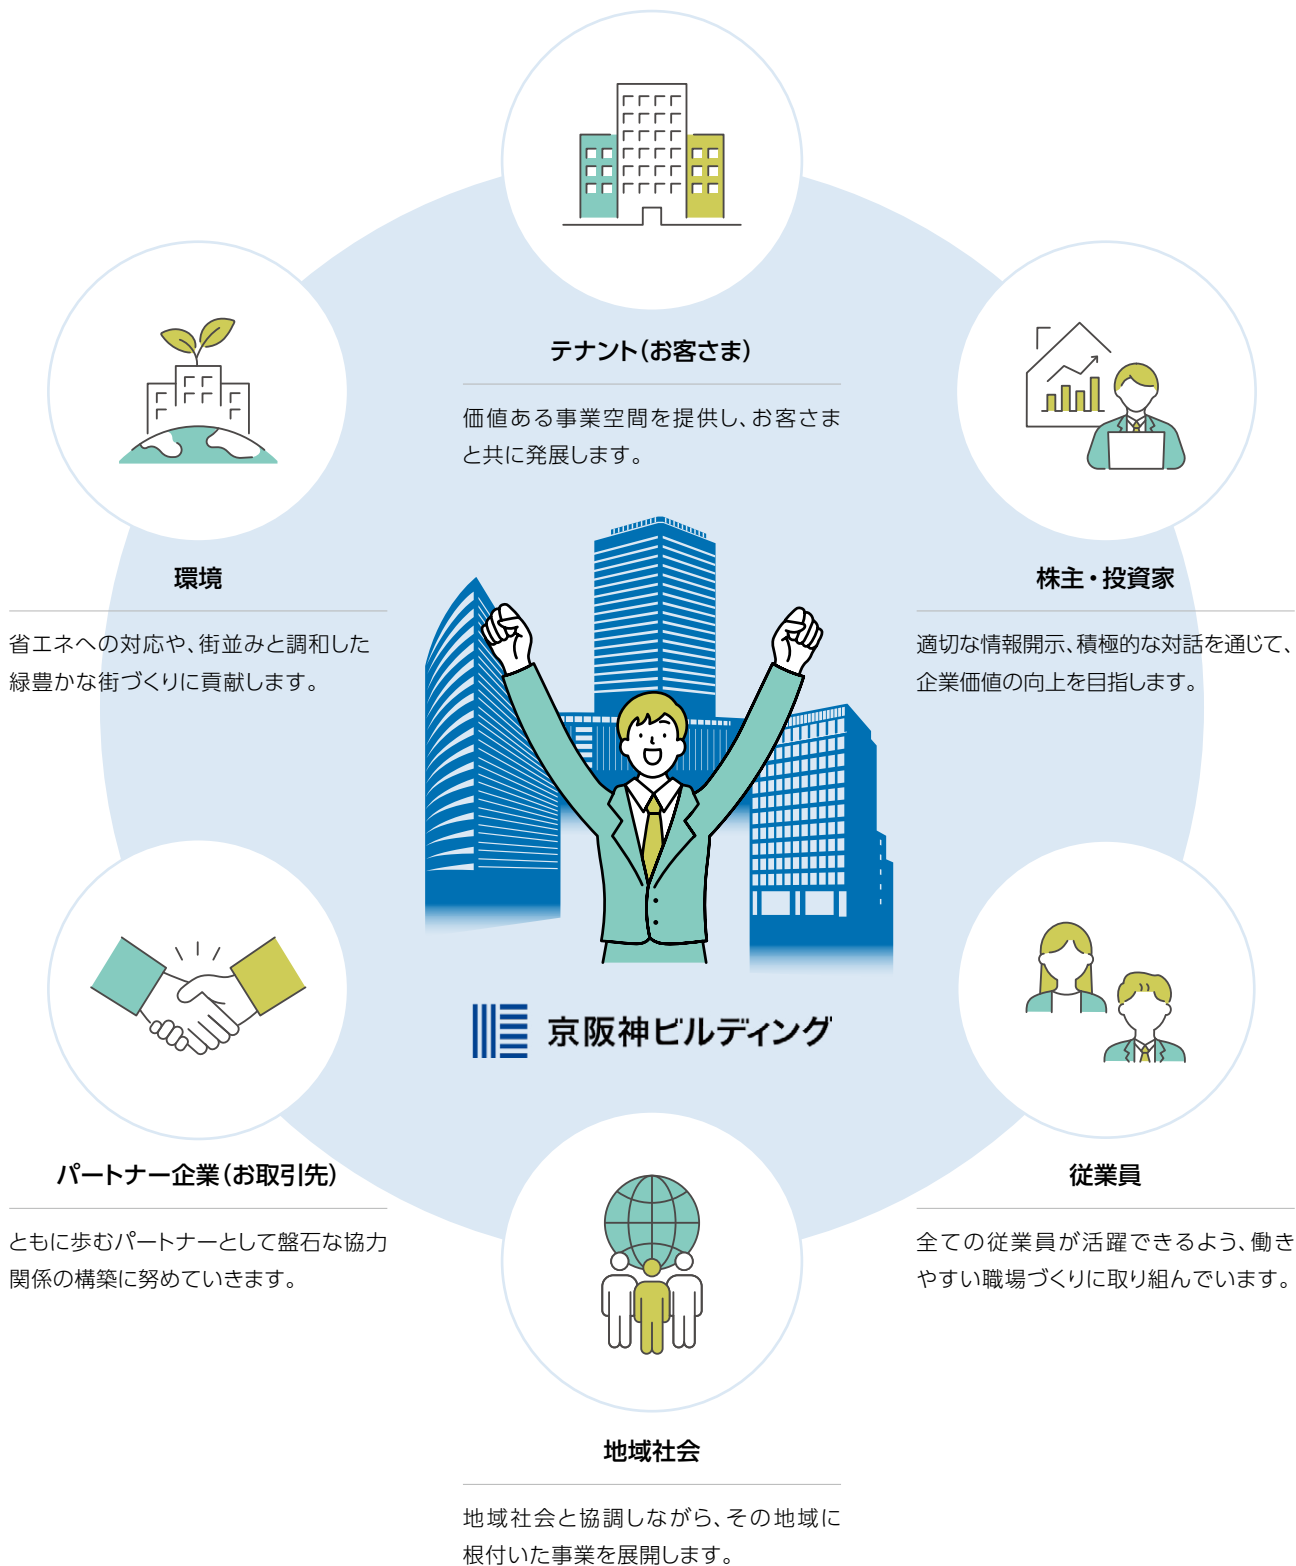 テナント（お客さま）
価値ある事業空間を提供し、お客さま
と共に発展します。
環境
省エネへの対応や、街並みと調和した
緑豊かな街づくりに貢献します。
株主・投資家
適切な情報開示、積極的な対話を通じて、
企業価値の向上を目指します。
京阪神ビルディング
パートナー企業（お取引先）
ともに歩むパートナーとして盤石な協力
関係の構築に努めていきます。
従業員
全ての従業員が活躍できるよう、働き
やすい職場づくりに取り組んでいます。
地域社会
地域社会と協調しながら、その地域に
根付いた事業を展開します。